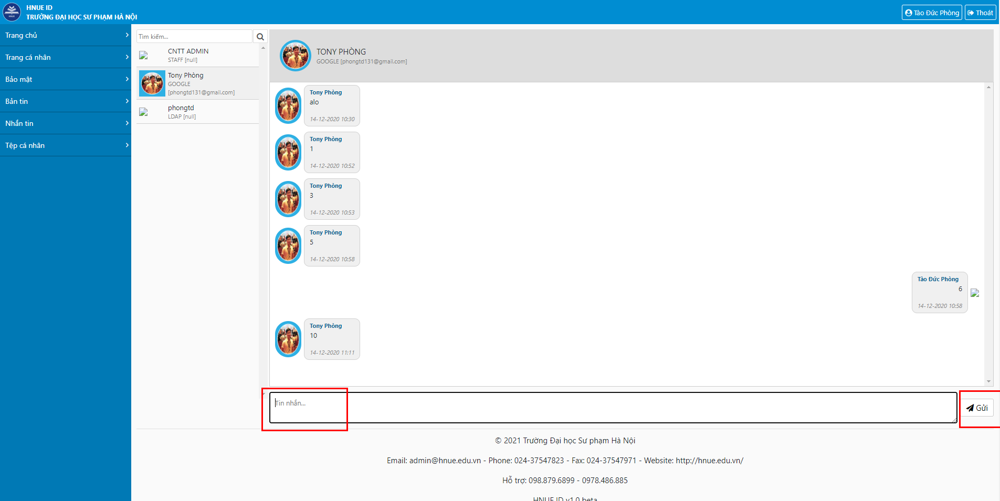 HNUE ID
TRƯỜNG ĐẠI HỌC SƯ PHẠM HÀ NỘI
Tào Đức Phòng
Thoát
Trang chủ
Trang cá nhân
Bảo mật
Bản tin
Nhắn tin
Tệp cá nhân
Tìm kiếm...
CNTT ADMIN
STAFF [null]
Tony Phòng
GOOGLE
[phongtd131@gmail.com]
phongtd
LDAP [null]
TONY PHÒNG
GOOGLE [phongtd131@gmail.com]
Tony Phòng
alo
14-12-2020 10:30
Tony Phòng
1
14-12-2020 10:52
Tony Phòng
3
14-12-2020 10:53
Tony Phòng
5
14-12-2020 10:58
Tào Đức Phòng
6
14-12-2020 10:58
Tony Phòng
10
14-12-2020 11:11
Tin nhắn...
Gửi
© 2021 Trường Đại học Sư phạm Hà Nội
Email: admin@hnue.edu.vn - Phone: 024-37547823 - Fax: 024-37547971 - Website: http://hnue.edu.vn/
Hỗ trợ: 098.879.6899 - 0978.486.885
HNUE ID v1.0 beta